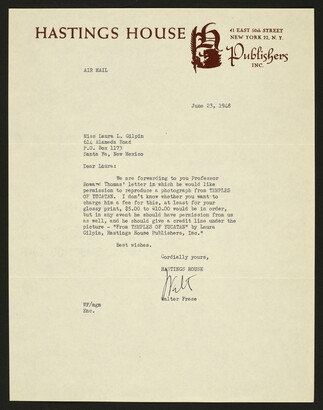 HASTINGS HOUSE
41 EAST 50th STREET
NEW YORK 22, N.Y.
Publishers
INC.
AIR MAIL
June 23, 1948
Miss Laura L. Gilpin
Alameda Road
P.O. Box 1173
Santa Fe, New Mexico
Dear Laura:
We are forwarding to you Professor
Howard Thomas' letter in which he would like
permission to reproduce a photograph from TEMPLES
OF YUCATAN. I don't know whether you want to
charge him a fee for this, at least for your
glossy print, $5.00 to $10.00 would be in order,
but in any event he should have permission from us
as well, and he should give a credit line under the
picture - "From TEMPLES OF YUCATAN" by Laura
Gilpin, Hastings House Publishers, Inc."
Best wishes.
Cordially yours,
HASTINGS HOUSE
Walt
Walter Frese
WF/mgm
Enc.